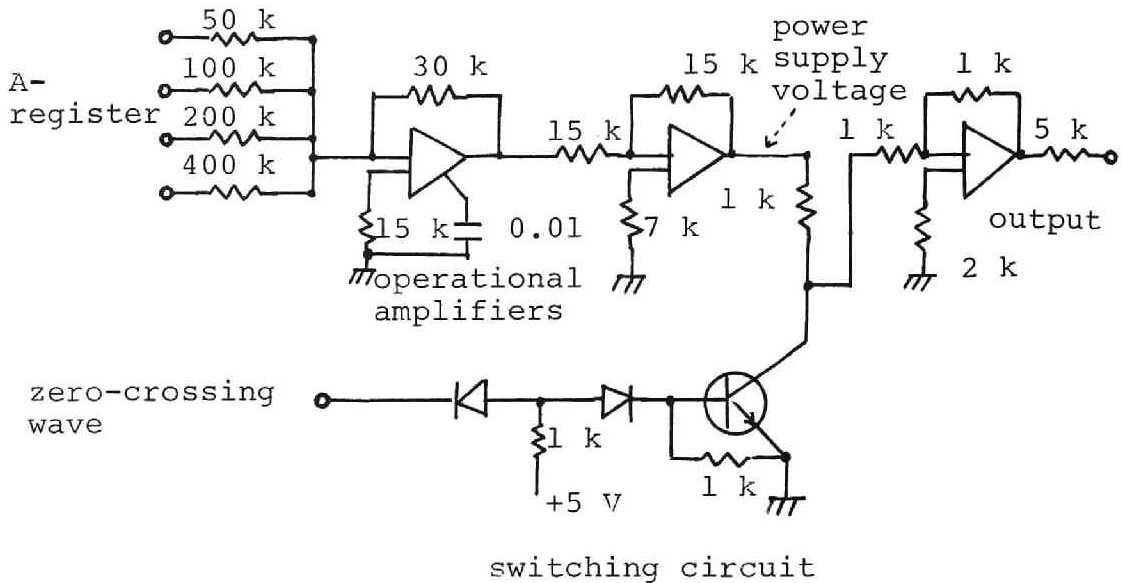 50 k
100 k
200 k
400 k
A-
register
30 k
15 k
0.01
operational
amplifiers
15 k
15 k
7 k
power
supply
voltage
1 k
1 k
1 k
5 k
2 k
output
zero-crossing
wave
1 k
+5 V
1 k
switching circuit